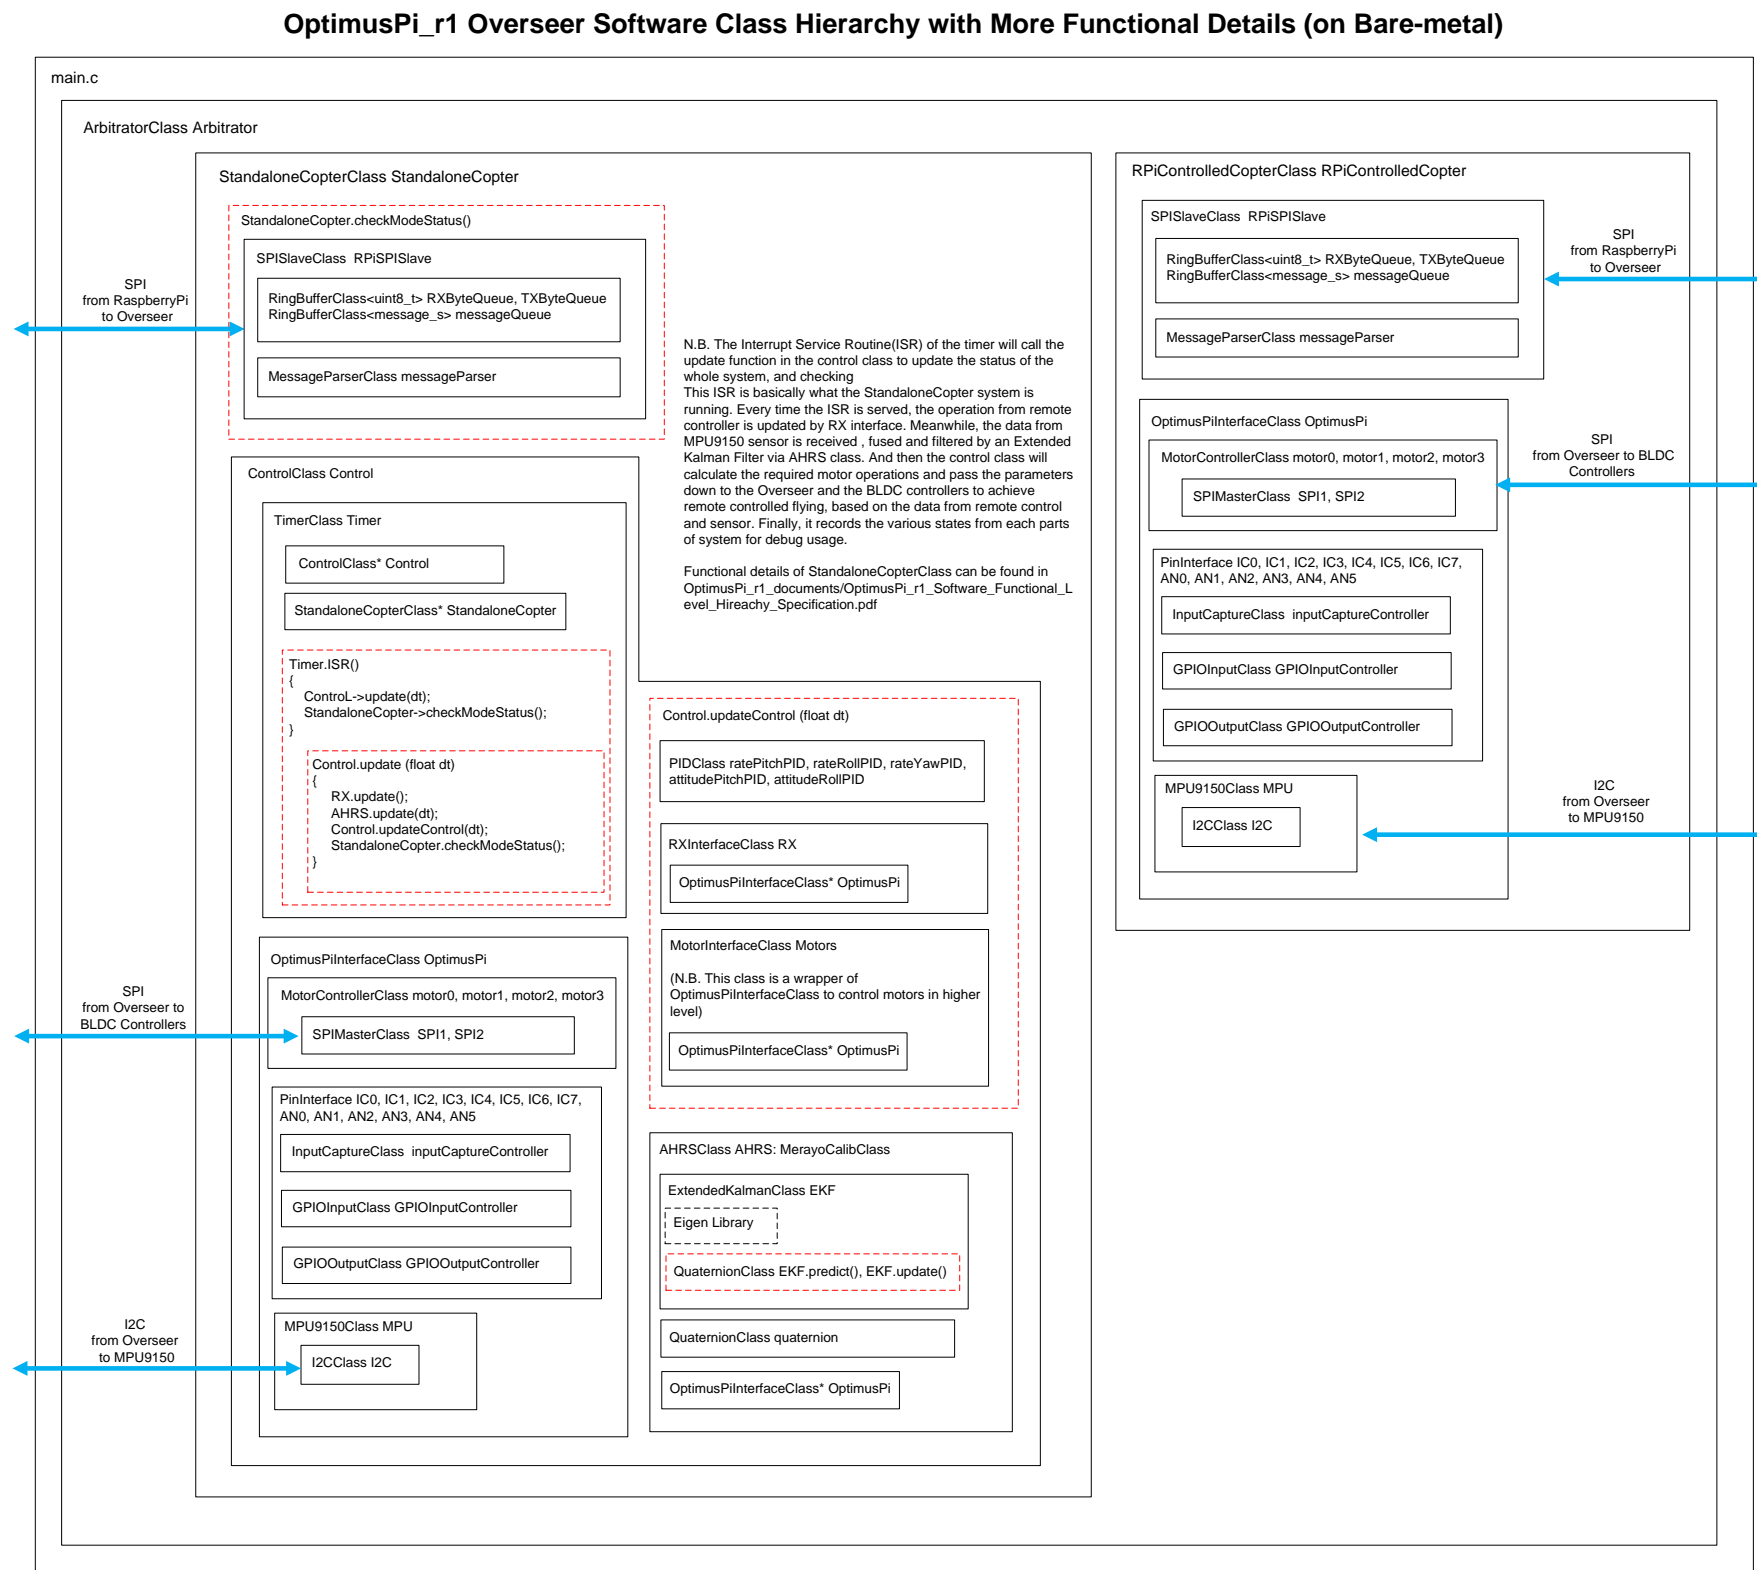 OptimusPi_r1 Overseer Software Class Hierarchy with More Functional Details (on Bare-metal)
main.c
ArbitratorClass Arbitrator
StandaloneCopterClass StandaloneCopter
StandaloneCopter.checkModeStatus()
SPISlaveClass  RPiSPISlave
RingBufferClass<uint8_t> RXByteQueue, TXByteQueue
RingBufferClass<message_s> messageQueue
MessageParserClass messageParser
SPI
from RaspberryPi
to Overseer
N.B. The Interrupt Service Routine(ISR) of the timer will call the
update function in the control class to update the status of the
whole system, and checking
This ISR is basically what the StandaloneCopter system is
running. Every time the ISR is served, the operation from remote
controller is updated by RX interface. Meanwhile, the data from
MPU9150 sensor is received , fused and filtered by an Extended
Kalman Filter via AHRS class. And then the control class will
calculate the required motor operations and pass the parameters
down to the Overseer and the BLDC controllers to achieve
remote controlled flying, based on the data from remote control
and sensor. Finally, it records the various states from each parts
of system for debug usage.
Functional details of StandaloneCopterClass can be found in
OptimusPi_r1_documents/OptimusPi_r1_Software_Functional_L
evel_Hireachy_Specification.pdf
ControlClass Control
TimerClass Timer
ControlClass* Control
StandaloneCopterClass* StandaloneCopter
Timer.ISR()
{
ControL->update(dt);
StandaloneCopter->checkModeStatus();
}
Control.update (float dt)
{
RX.update();
AHRS.update(dt);
Control.updateControl(dt);
StandaloneCopter.checkModeStatus();
}
OptimusPiInterfaceClass OptimusPi
MotorControllerClass motor0, motor1, motor2, motor3
SPIMasterClass  SPI1, SPI2
SPI
from Overseer to
BLDC Controllers
PinInterface IC0, IC1, IC2, IC3, IC4, IC5, IC6, IC7,
AN0, AN1, AN2, AN3, AN4, AN5
InputCaptureClass  inputCaptureController
GPIOInputClass GPIOInputController
GPIOOutputClass GPIOOutputController
MPU9150Class MPU
I2CClass I2C
I2C
from Overseer
to MPU9150
Control.updateControl (float dt)
PIDClass ratePitchPID, rateRollPID, rateYawPID,
attitudePitchPID, attitudeRollPID
RXInterfaceClass RX
OptimusPiInterfaceClass* OptimusPi
MotorInterfaceClass Motors
(N.B. This class is a wrapper of
OptimusPiInterfaceClass to control motors in higher
level)
OptimusPiInterfaceClass* OptimusPi
AHRSClass AHRS: MerayoCalibClass
ExtendedKalmanClass EKF
Eigen Library
QuaternionClass EKF.predict(), EKF.update()
QuaternionClass quaternion
OptimusPiInterfaceClass* OptimusPi
RPiControlledCopterClass RPiControlledCopter
SPISlaveClass  RPiSPISlave
RingBufferClass<uint8_t> RXByteQueue, TXByteQueue
RingBufferClass<message_s> messageQueue
MessageParserClass messageParser
SPI
from RaspberryPi
to Overseer
OptimusPiInterfaceClass OptimusPi
MotorControllerClass motor0, motor1, motor2, motor3
SPIMasterClass  SPI1, SPI2
SPI
from Overseer to BLDC
Controllers
PinInterface IC0, IC1, IC2, IC3, IC4, IC5, IC6, IC7,
AN0, AN1, AN2, AN3, AN4, AN5
InputCaptureClass  inputCaptureController
GPIOInputClass GPIOInputController
GPIOOutputClass GPIOOutputController
MPU9150Class MPU
I2CClass I2C
I2C
from Overseer
to MPU9150